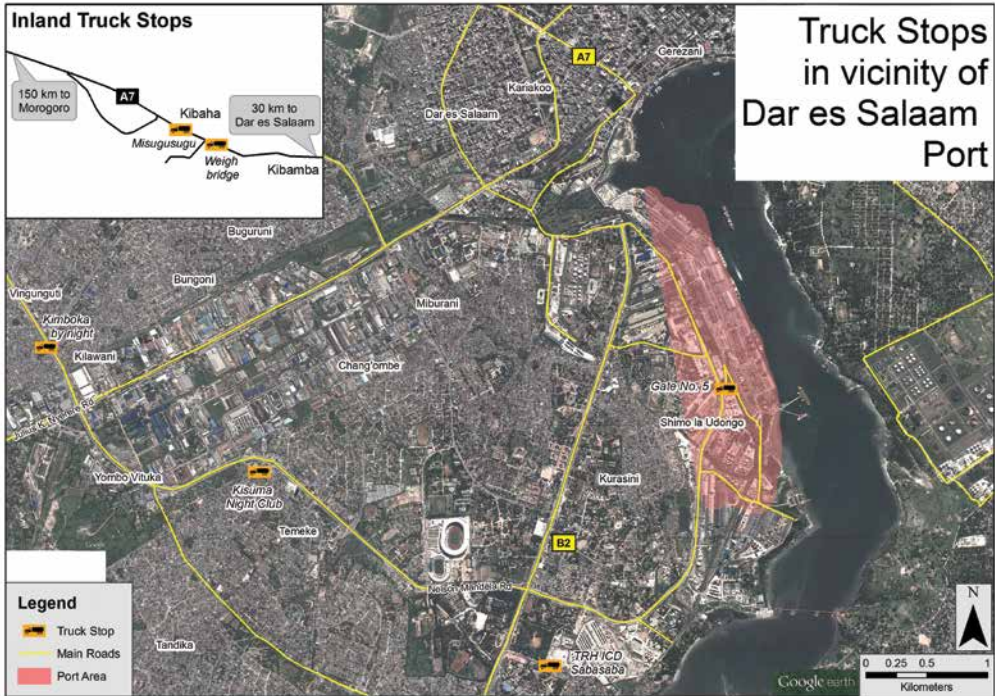 Inland Truck Stops
150 km to
Morogoro
A7
Kibaha
Misugusugu
Weigh
bridge
30 km to
Dar es Salaam
Kibamba
Truck Stops
in vicinity of
Dar es Salaam
Port
A7
Gerezani
Kariakoo
Dar es Salaam
Buguruni
Bungoni
Vingunguti
Miburani
Kimboka
by night
Kilawani
Chang'ombe
Gate No. 5
Julius K. Nyerere Rd
Shimo la Udongo
Yombo Vituka
Kisuma
Night Club
Kurasini
Temeke
B2
Nelson Mandela Rd
Tandika
TRH ICD
Sabasaba
Legend
Truck Stop
Main Roads
Port Area
N
Google earth
0 0.25 0.5 1
Kilometers